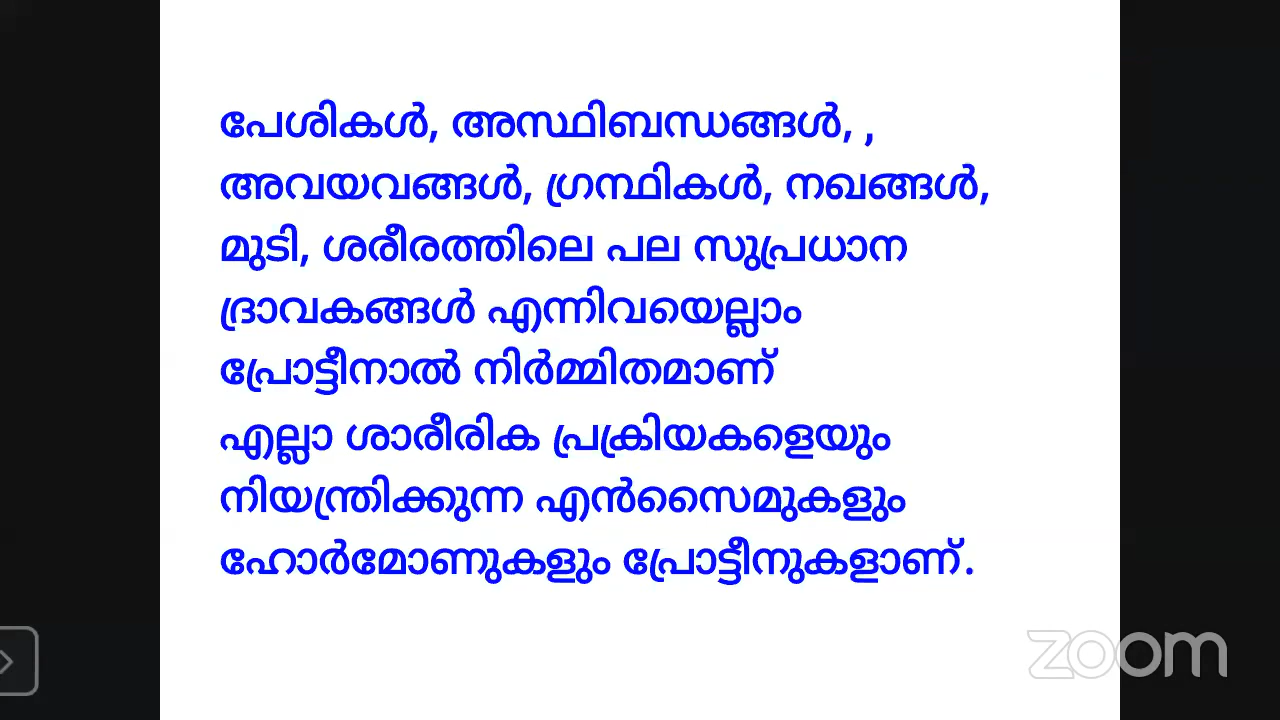 പേശികൾ, അസ്ഥിബന്ധങ്ങൾ, ,
അവയവങ്ങൾ, ഗ്രന്ഥികൾ, നഖങ്ങൾ,
മുടി, ശരീരത്തിലെ പല സുപ്രധാന
ദ്രാവകങ്ങൾ എന്നിവയെല്ലാം
പ്രോട്ടീനാൽ നിർമ്മിതമാണ്
എല്ലാ ശാരീരിക പ്രക്രിയകളെയും
നിയന്ത്രിക്കുന്ന എൻസൈമുകളും
ഹോർമോണുകളും പ്രോട്ടീനുകളാണ്.
zoom